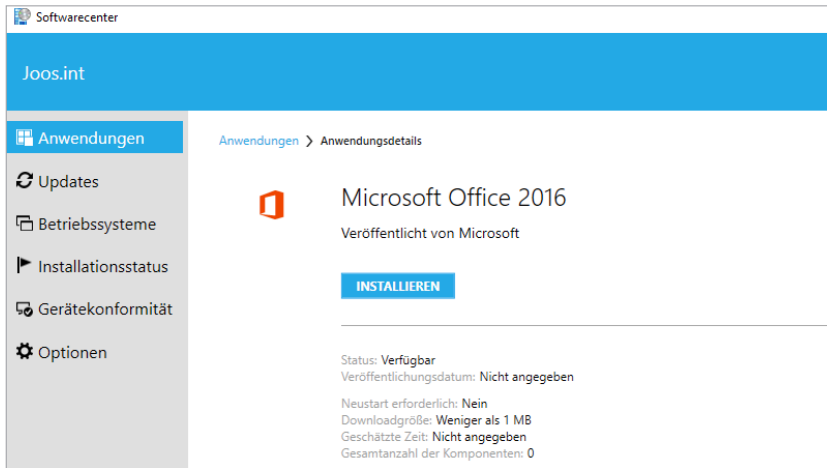 Softwarecenter
Joos.int
Anwendungen
Updates
Betriebssysteme
Installationsstatus
Gerätekonformität
Optionen
Anwendungen ❯ Anwendungsdetails
Microsoft Office 2016
Veröffentlicht von Microsoft
INSTALLIEREN
Status: Verfügbar
Veröffentlichungsdatum: Nicht angegeben
Neustart erforderlich: Nein
Downloadgröße: Weniger als 1 MB
Geschätzte Zeit: Nicht angegeben
Gesamtanzahl der Komponenten: 0